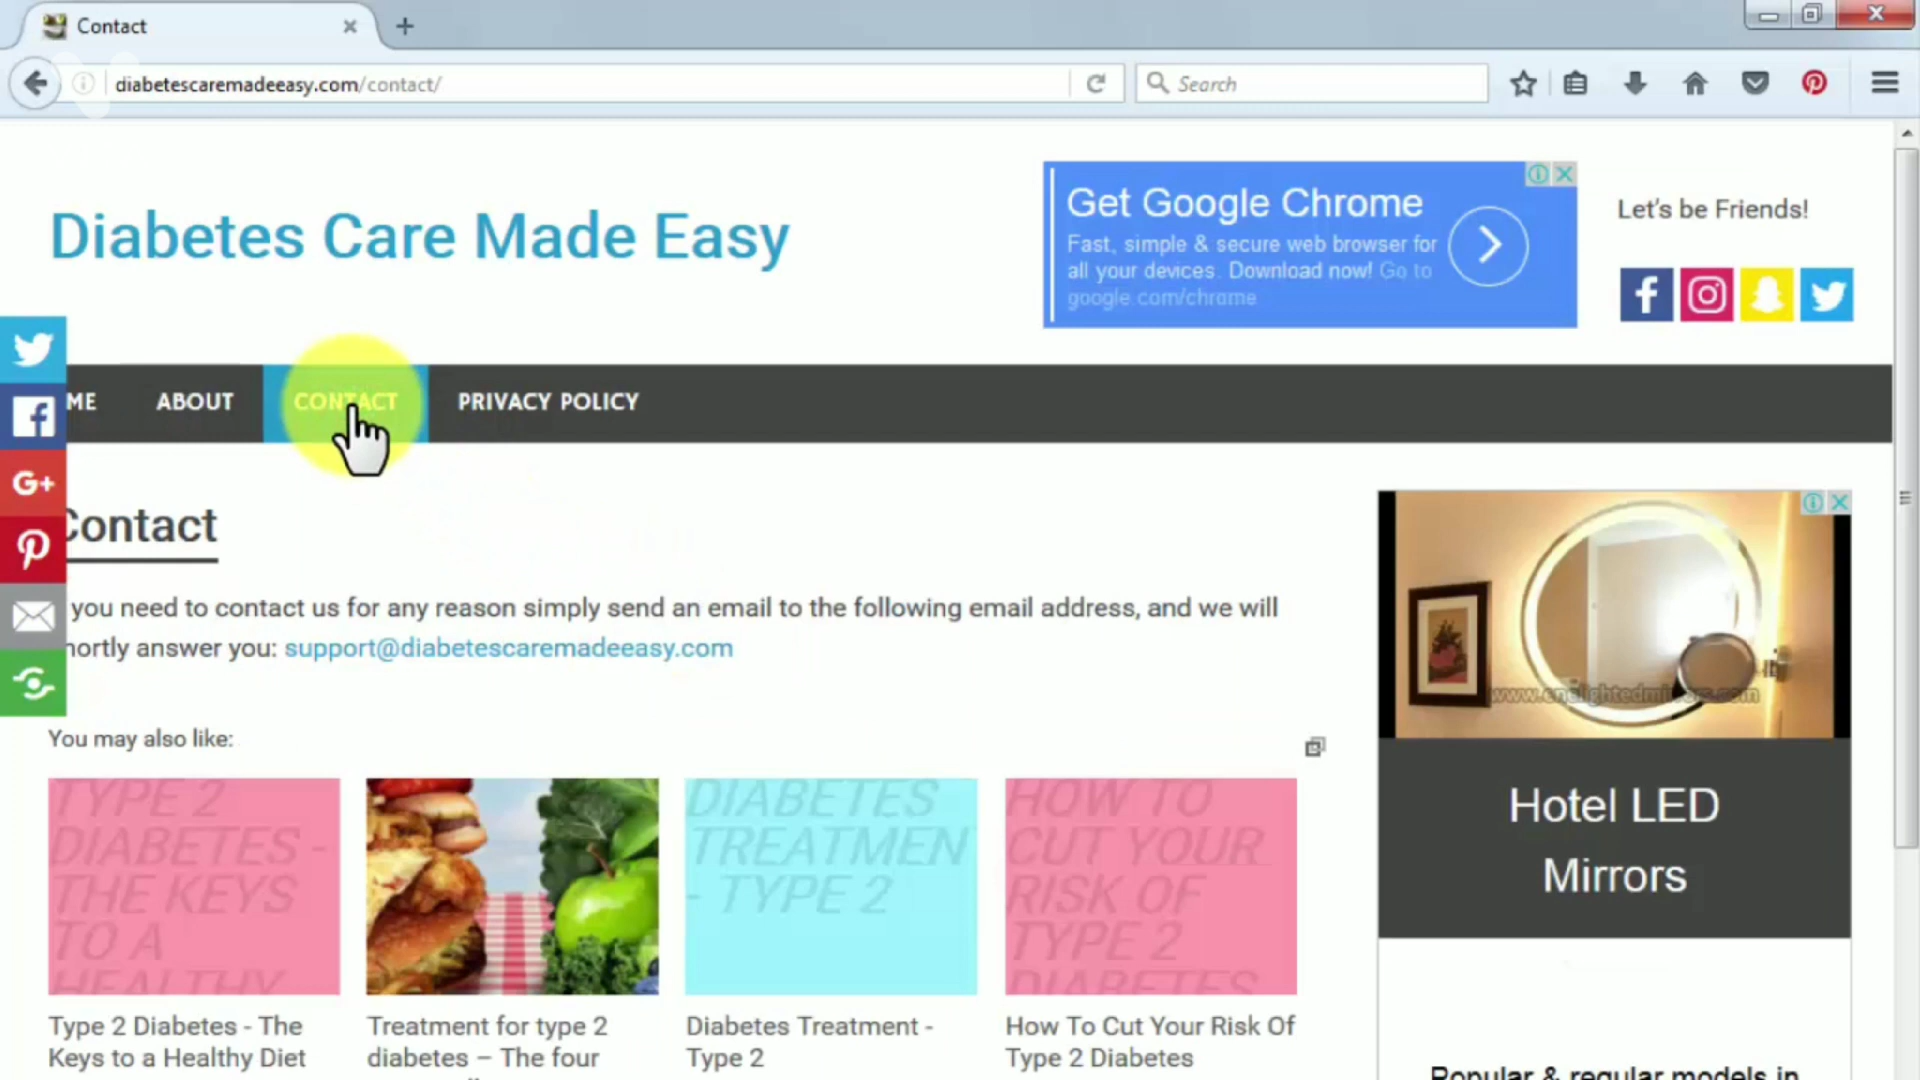 Contact
diabetescaremadeeasy.com/contact/
Search
Diabetes Care Made Easy
Get Google Chrome
Fast, simple & secure web browser for
all your devices. Download now! Go to
google.com/chrome
Let's be Friends!
ME
ABOUT
CONTACT
PRIVACY POLICY
G+
Contact
you need to contact us for any reason simply send an email to the following email address, and we will
hortly answer you: support@diabetescaremadeeasy.com
You may also like:
TYPE 2
DIABETES -
THE KEYS
TO A
HEALTHY
DIABETES
TREATMEN
- TYPE 2
HOW TO
CUT YOUR
RISK OF
TYPE 2
DIABETES
Type 2 Diabetes - The
Keys to a Healthy Diet
Treatment for type 2
diabetes – The four
Diabetes Treatment -
Type 2
How To Cut Your Risk Of
Type 2 Diabetes
Hotel LED
Mirrors
Popular & regular models in